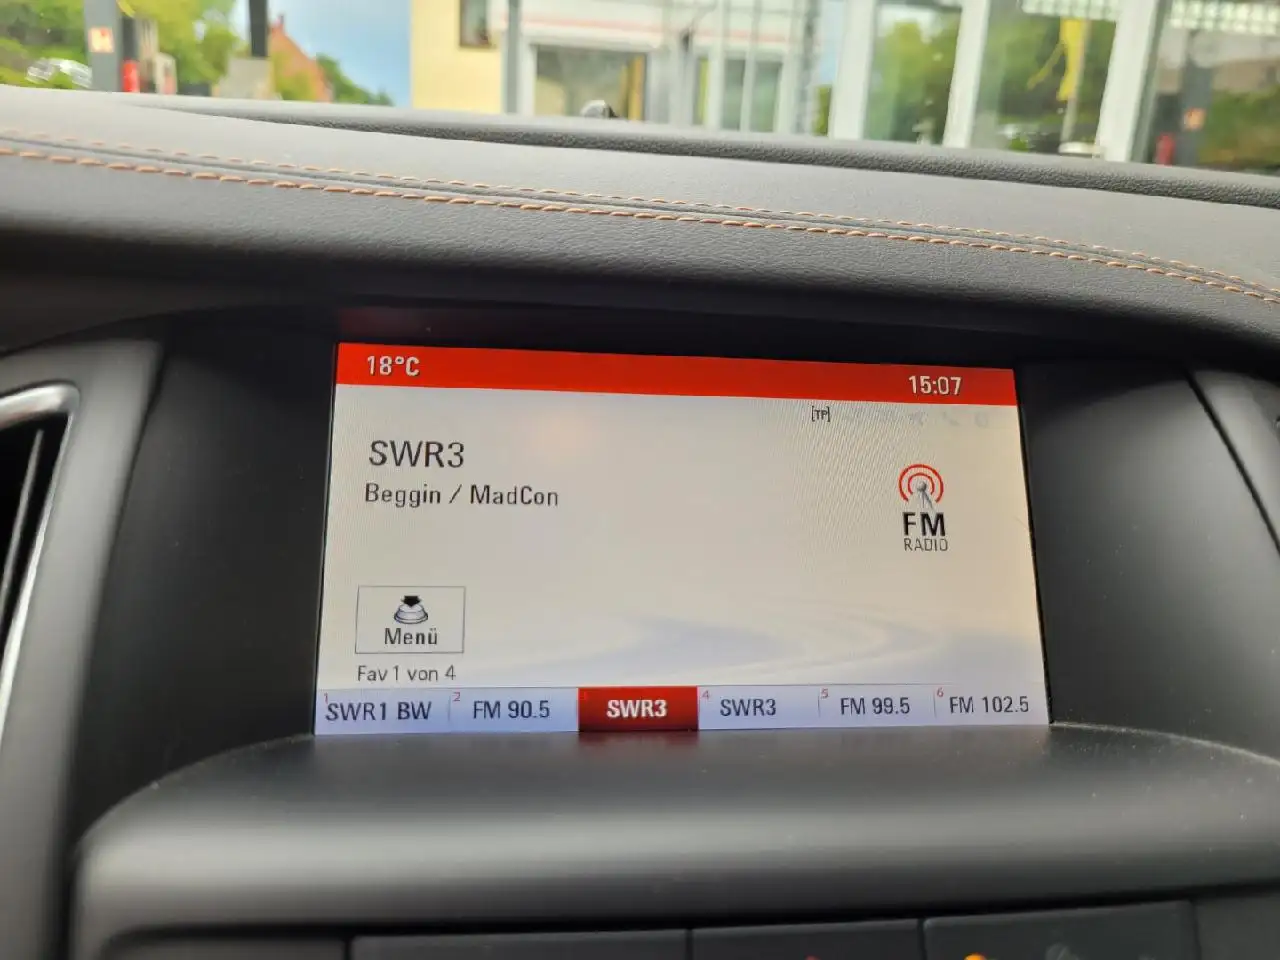 18°C 15:07
[TP]
SWR3
Beggin / MadCon
FM
RADIO
Menü
Fav 1 von 4
1 SWR1 BW 2 FM 90.5 SWR3 4 SWR3 5 FM 99.5 6 FM 102.5